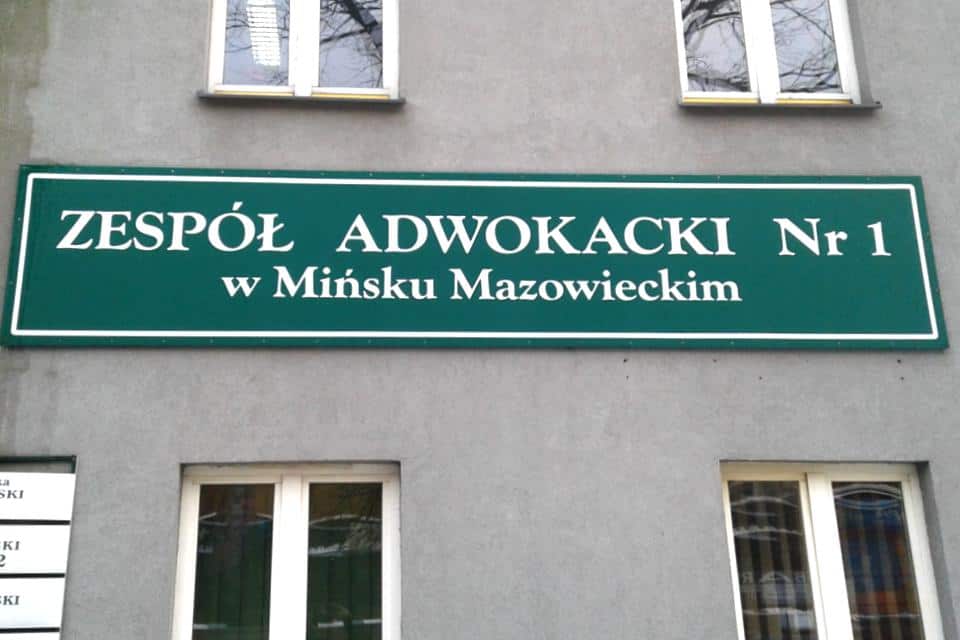 ZESPÓŁ ADWOKACKI Nr 1
w Mińsku Mazowieckim